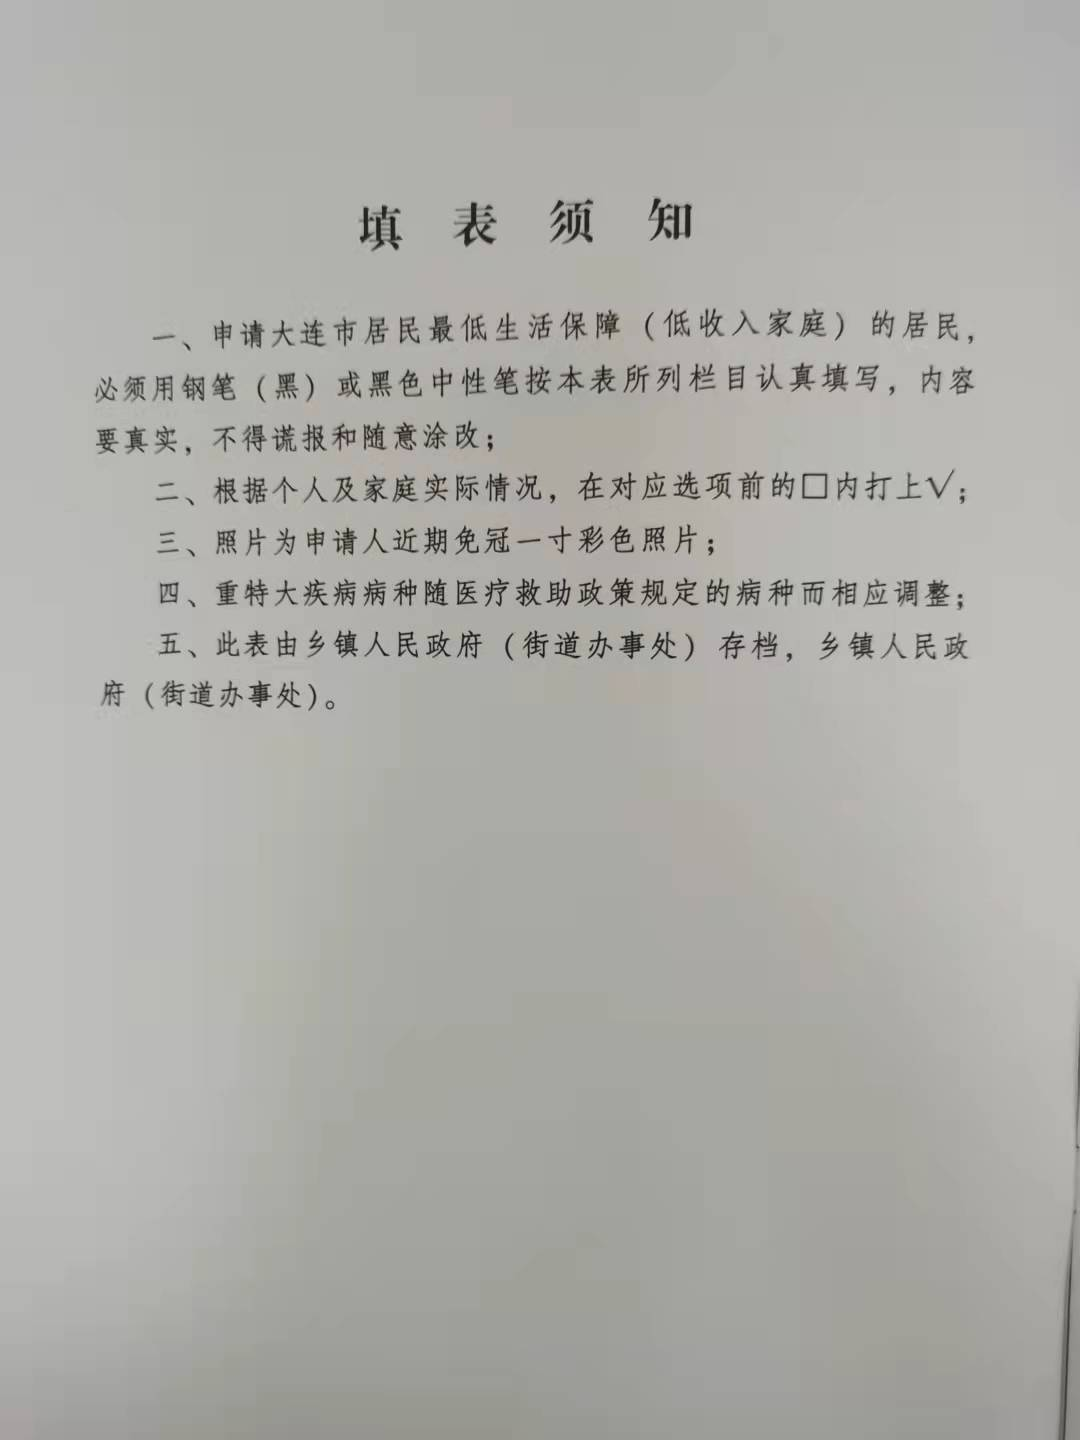 填表须知
一、申请大连市居民最低生活保障（低收入家庭）的居民，
必须用钢笔（黑）或黑色中性笔按本表所列栏目认真填写，内容
要真实，不得谎报和随意涂改；
二、根据个人及家庭实际情况，在对应选项前的□内打上√；
三、照片为申请人近期免冠一寸彩色照片；
四、重特大疾病病种随医疗救助政策规定的病种而相应调整；
五、此表由乡镇人民政府（街道办事处）存档，乡镇人民政
府（街道办事处）。